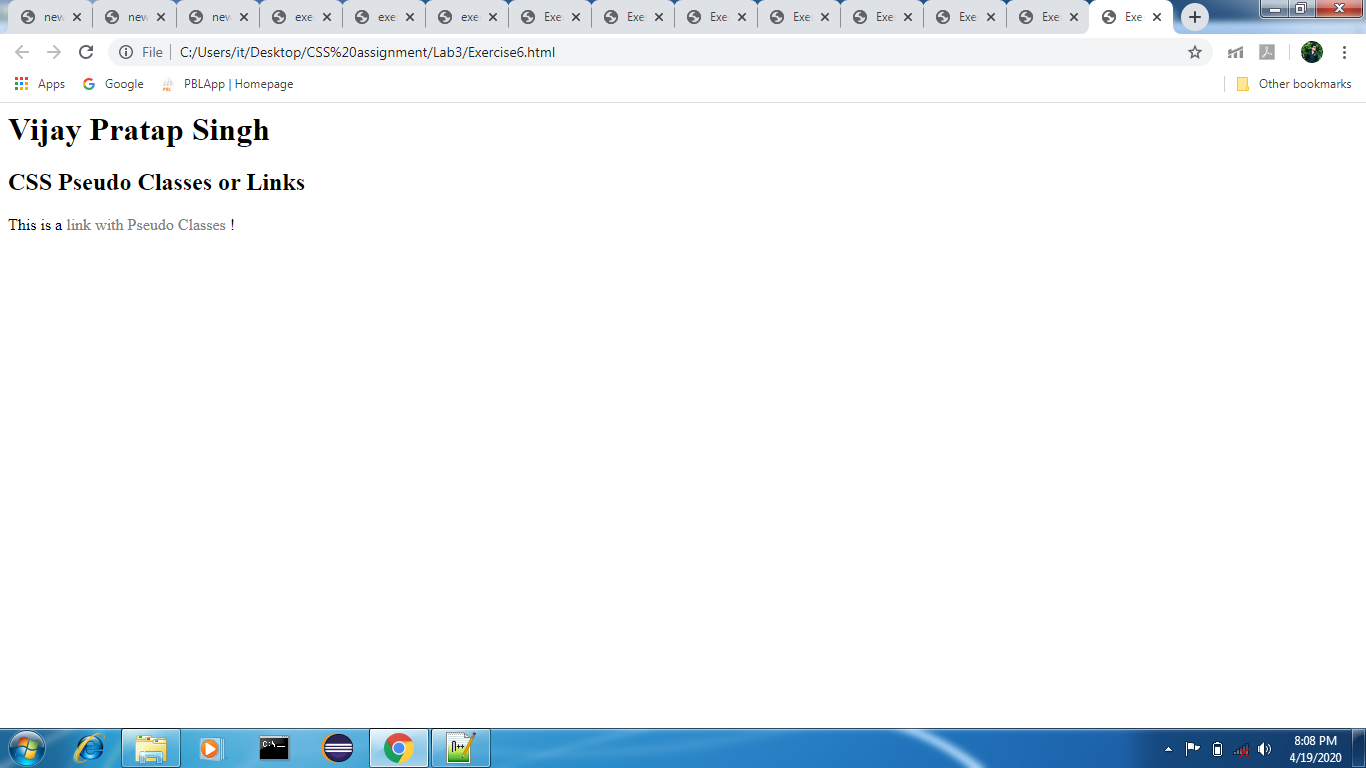 new new new exe exe exe Exe Exe Exe Exe Exe Exe Exe Exe
File C:/Users/it/Desktop/CSS%20assignment/Lab3/Exercise6.html
Apps Google PBL PBLApp | Homepage Other bookmarks
Vijay Pratap Singh
CSS Pseudo Classes or Links
This is a link with Pseudo Classes !
C:\
8:08 PM
4/19/2020